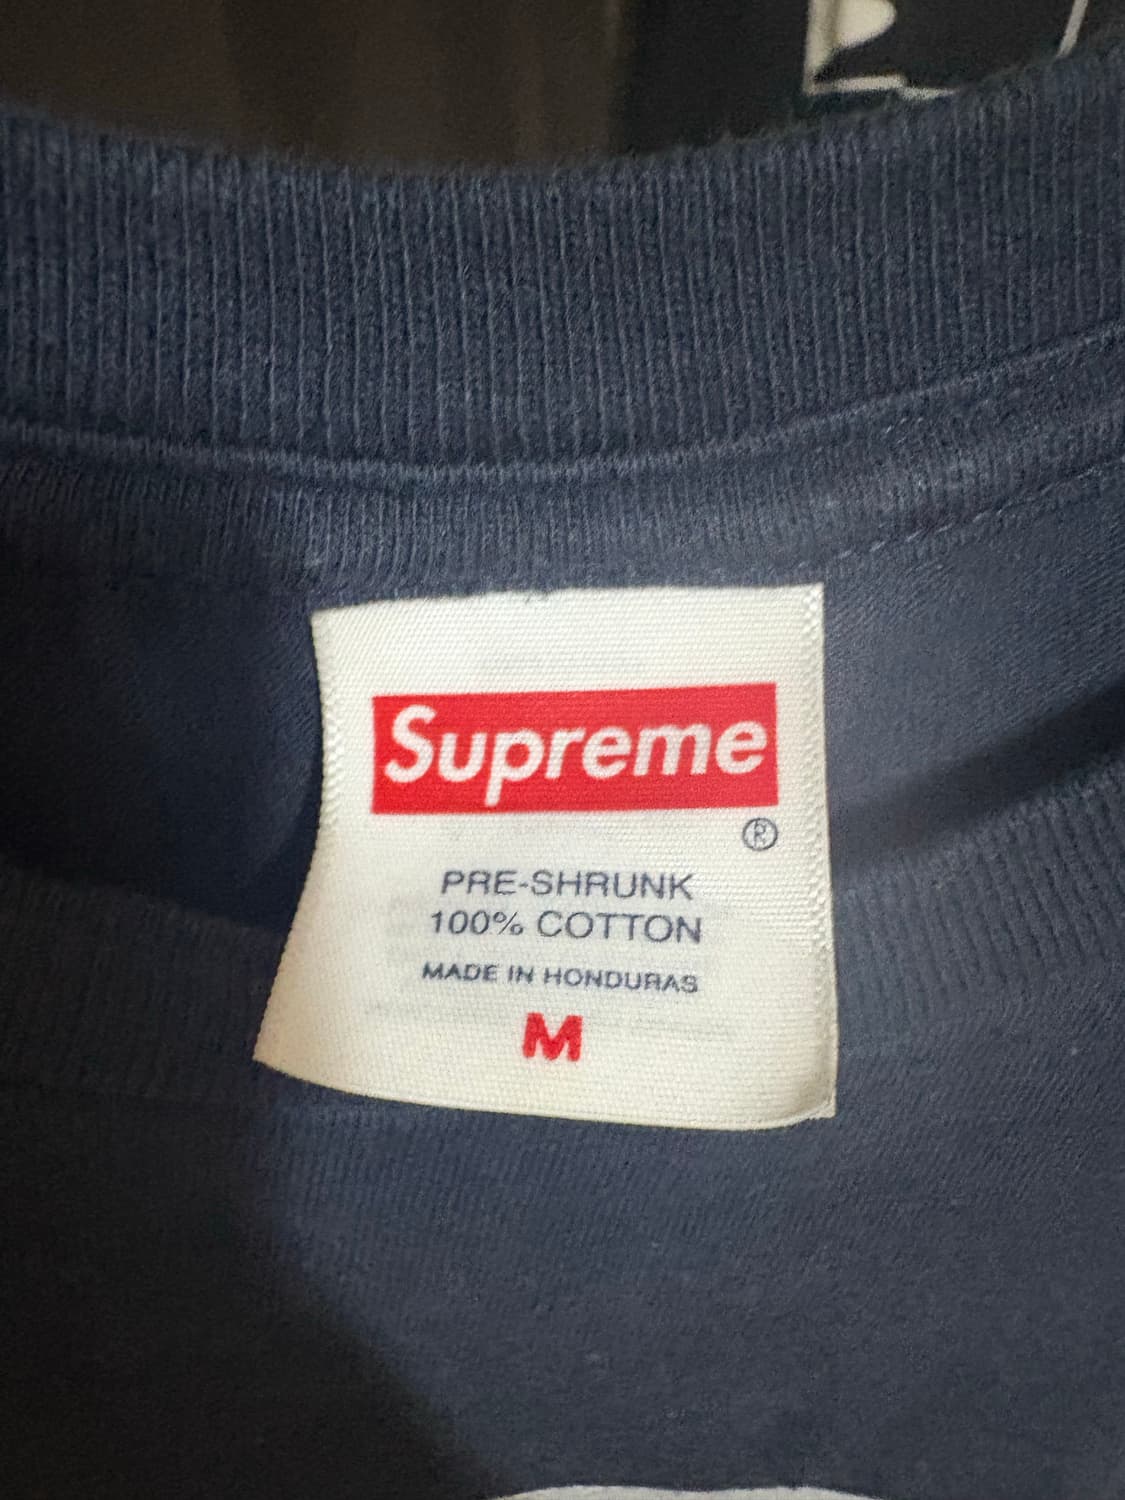 Supreme
®
PRE-SHRUNK
100% COTTON
MADE IN HONDURAS
M